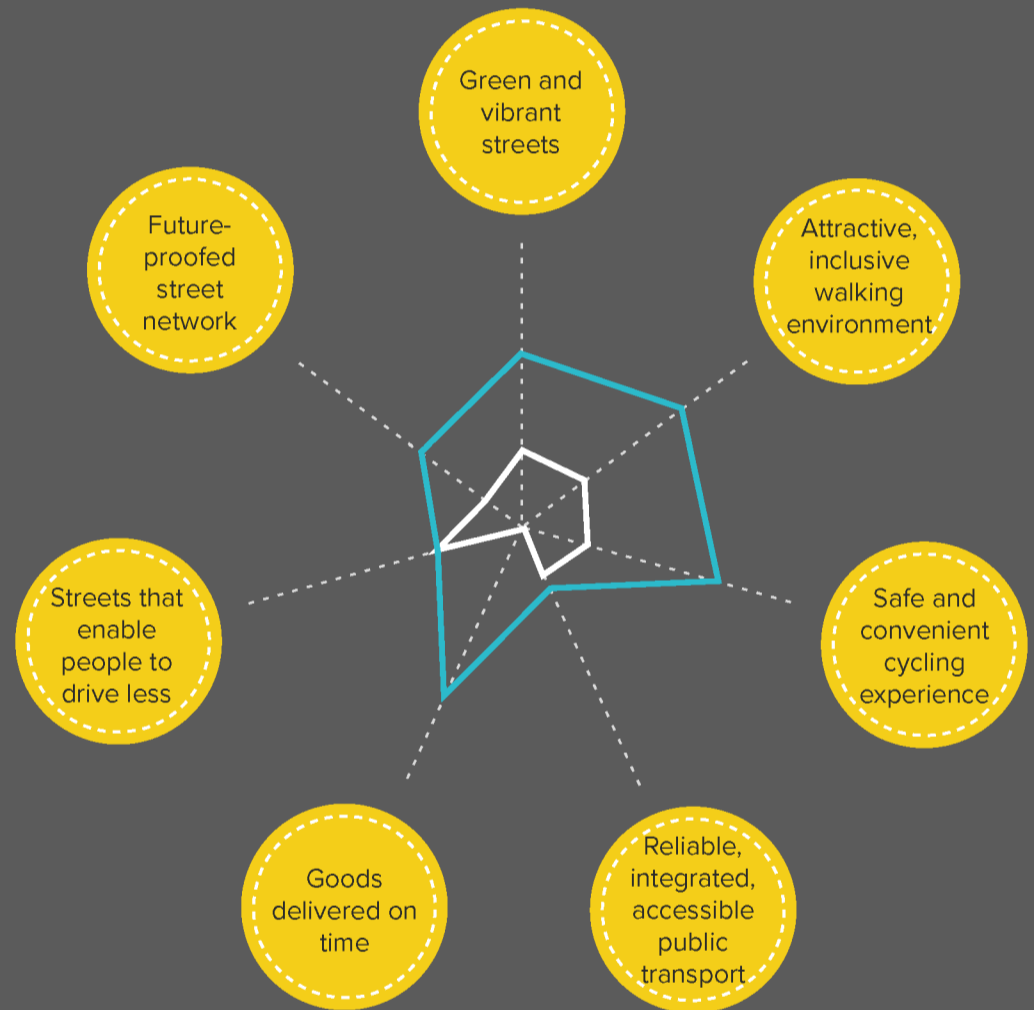 Green and
vibrant
streets
Attractive,
inclusive
walking
environment
Safe and
convenient
cycling
experience
Reliable,
integrated,
accessible
public
transport
Goods
delivered on
time
Streets that
enable
people to
drive less
Future-
proofed
street
network